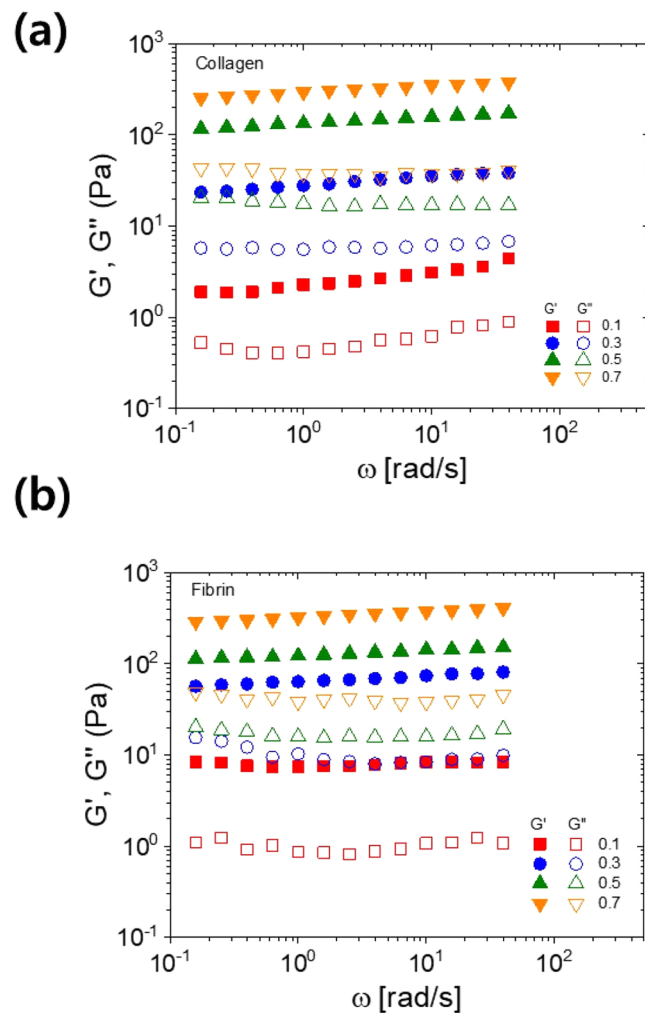 (a)
Collagen
G', G" (Pa)
10³
10²
10¹
10⁰
10⁻¹
G' G"
0.1
0.3
0.5
0.7
10⁻¹ 10⁰ 10¹ 10²
ω [rad/s]
(b)
Fibrin
G', G" (Pa)
10³
10²
10¹
10⁰
10⁻¹
G' G"
0.1
0.3
0.5
0.7
10⁻¹ 10⁰ 10¹ 10²
ω [rad/s]